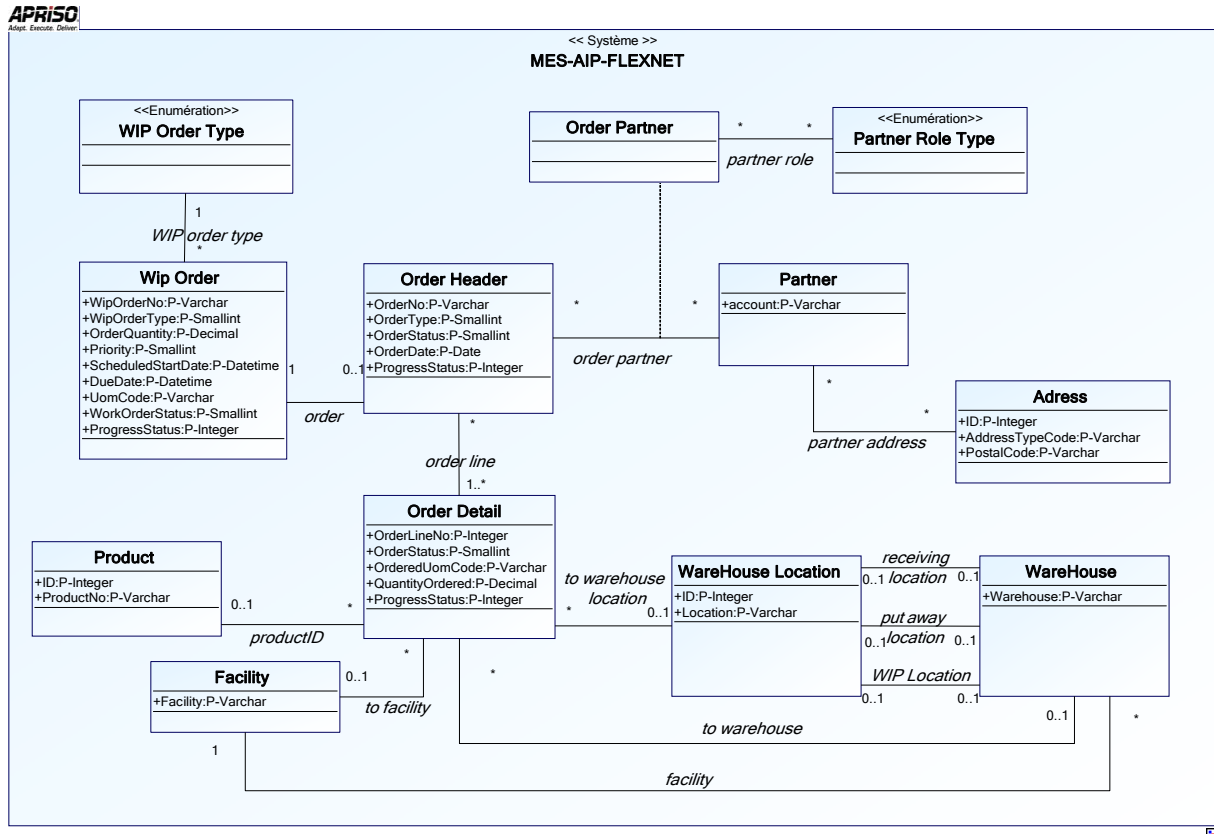 APRISO
Adapt. Execute. Deliver.
<< Système >>
MES-AIP-FLEXNET
<<Enumération>>
WIP Order Type
Order Partner
<<Enumération>>
Partner Role Type
*
*
partner role
1
WIP order type
*
Wip Order
+WipOrderNo:P-Varchar
+WipOrderType:P-Smallint
+OrderQuantity:P-Decimal
+Priority:P-Smallint
+ScheduledStartDate:P-Datetime
+DueDate:P-Datetime
+UomCode:P-Varchar
+WorkOrderStatus:P-Smallint
+ProgressStatus:P-Integer
1
0..1
order
Order Header
+OrderNo:P-Varchar
+OrderType:P-Smallint
+OrderStatus:P-Smallint
+OrderDate:P-Date
+ProgressStatus:P-Integer
*
*
order partner
Partner
+account:P-Varchar
*
*
partner address
Adress
+ID:P-Integer
+AddressTypeCode:P-Varchar
+PostalCode:P-Varchar
*
order line
1..*
Order Detail
+OrderLineNo:P-Integer
+OrderStatus:P-Smallint
+OrderedUomCode:P-Varchar
+QuantityOrdered:P-Decimal
+ProgressStatus:P-Integer
Product
+ID:P-Integer
+ProductNo:P-Varchar
0..1
*
productID
to warehouse
location
*
0..1
WareHouse Location
+ID:P-Integer
+Location:P-Varchar
receiving
0..1 location 0..1
put away
0..1 location 0..1
WIP Location
0..1
0..1
WareHouse
+Warehouse:P-Varchar
Facility
+Facility:P-Varchar
0..1
*
to facility
*
to warehouse
0..1
*
1
facility